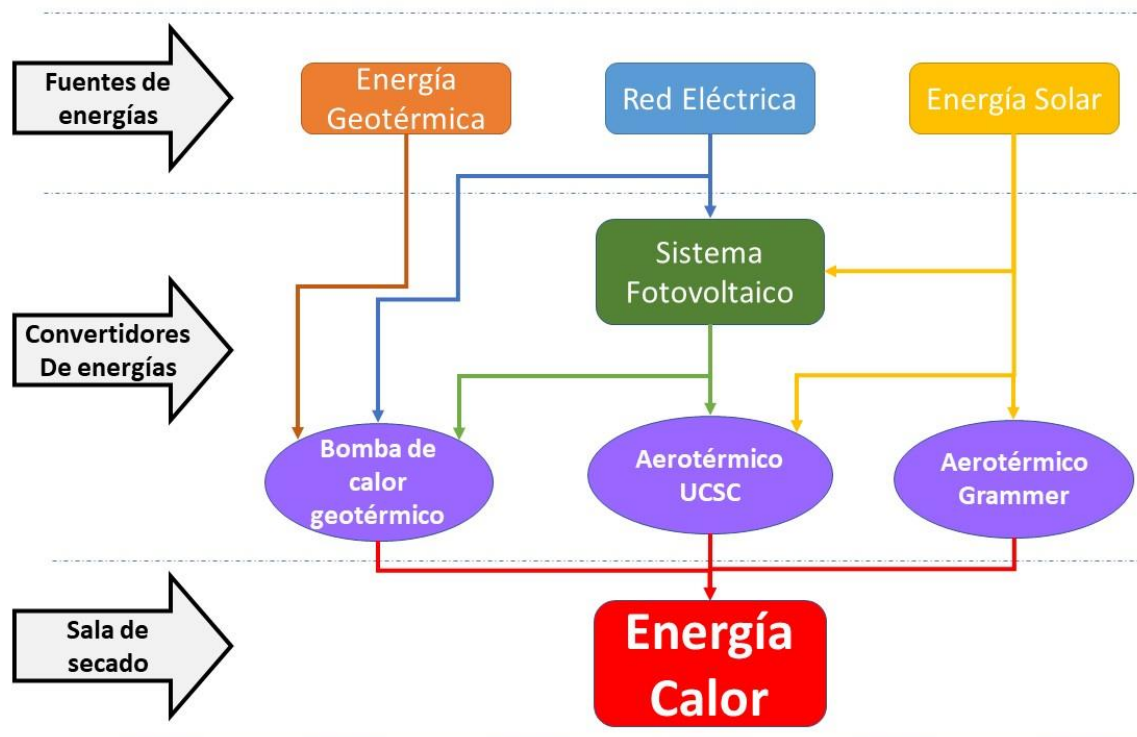 Fuentes de
energías
Energía
Geotérmica
Red Eléctrica
Energía Solar
Sistema
Fotovoltaico
Convertidores
De energías
Bomba de
calor
geotérmico
Aerotérmico
UCSC
Aerotérmico
Grammer
Sala de
secado
Energía
Calor